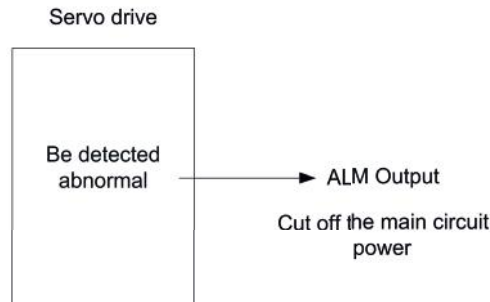 Servo drive
Be detected
abnormal
ALM Output
Cut off the main circuit
power